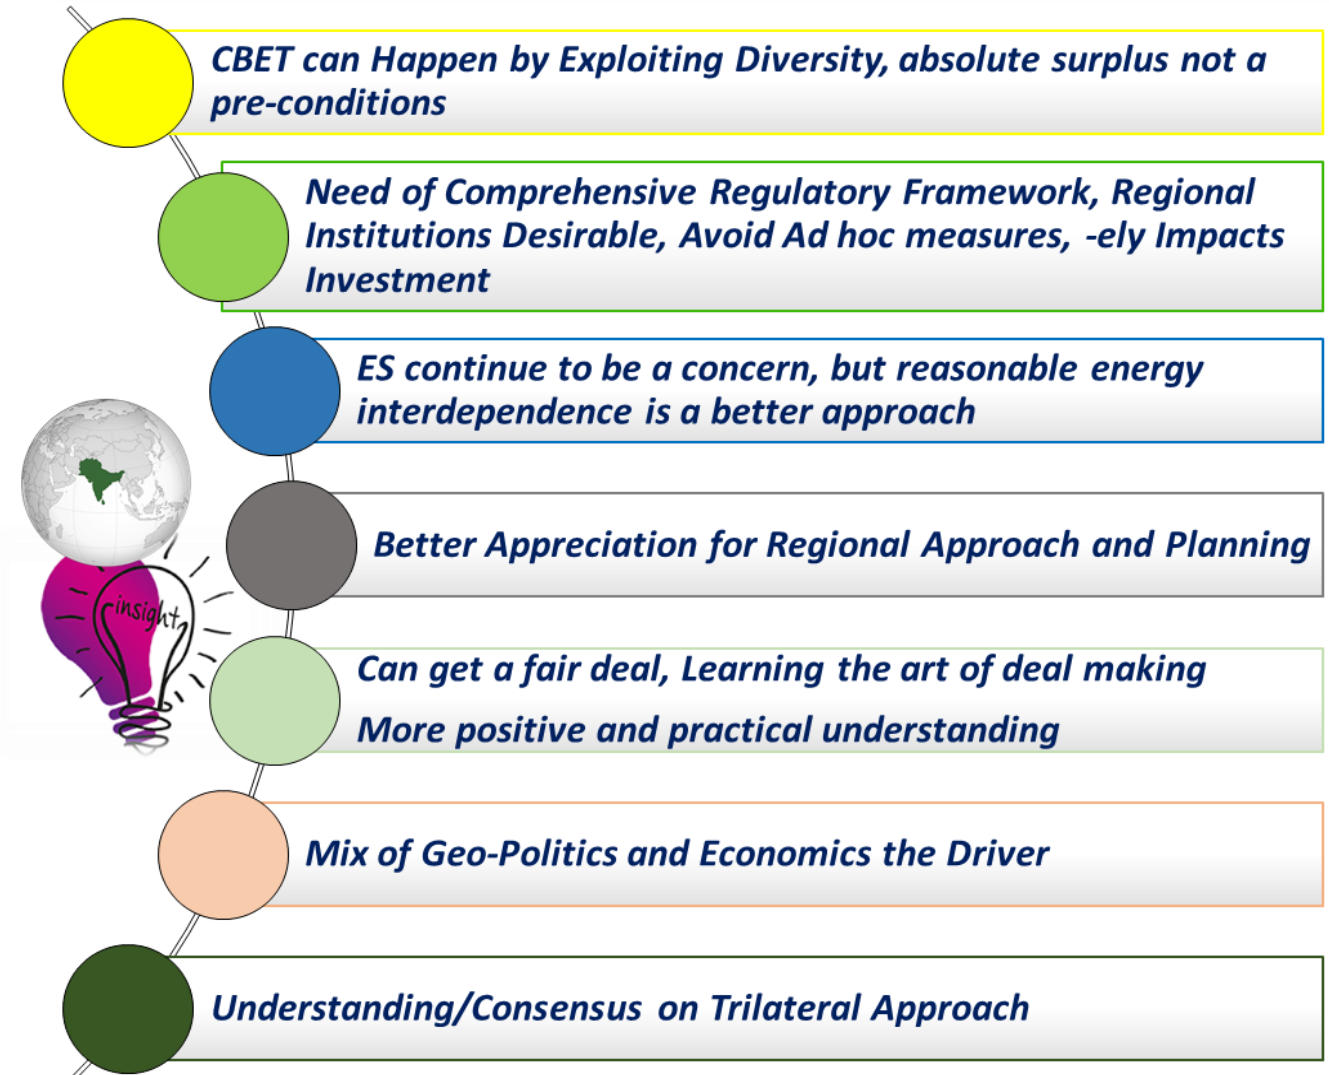 CBET can Happen by Exploiting Diversity, absolute surplus not a
pre-conditions
Need of Comprehensive Regulatory Framework, Regional
Institutions Desirable, Avoid Ad hoc measures, -ely Impacts
Investment
ES continue to be a concern, but reasonable energy
interdependence is a better approach
Better Appreciation for Regional Approach and Planning
insight
Can get a fair deal, Learning the art of deal making
More positive and practical understanding
Mix of Geo-Politics and Economics the Driver
Understanding/Consensus on Trilateral Approach